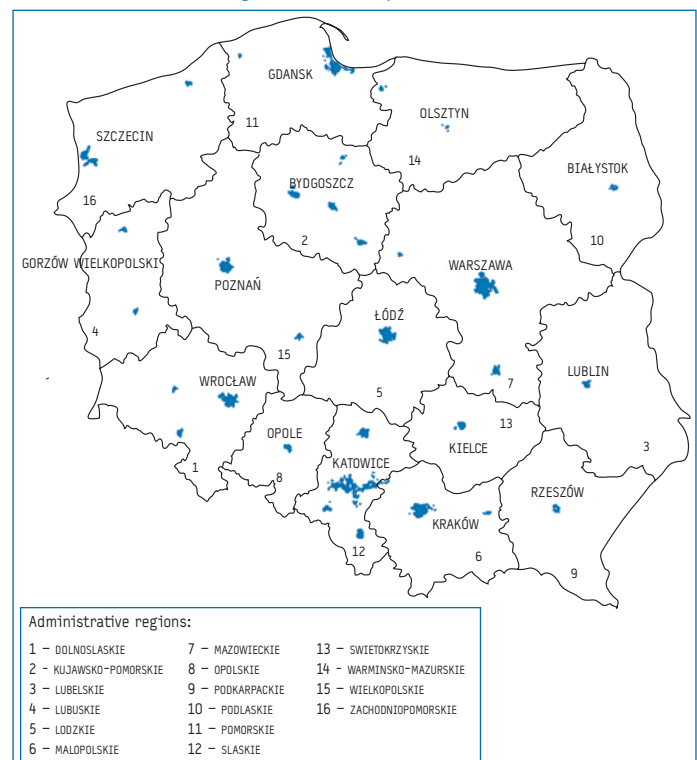 GDANSK
OLSZTYN
11
SZCZECIN
14
BIAŁYSTOK
BYDGOSZCZ
16
2
10
GORZÓW WIELKOPOLSKI
WARSZAWA
POZNAŃ
ŁÓDŹ
4
15
LUBLIN
WROCŁAW
7
5
13
OPOLE
KIELCE
3
KATOWICE
1
8
RZESZÓW
KRAKÓW
12
6
9
Administrative regions:
1 – DOLNOSLASKIE
2 - KUJAWSKO-POMORSKIE
3 – LUBELSKIE
4 – LUBUSKIE
5 – LODZKIE
6 – MALOPOLSKIE
7 – MAZOWIECKIE
8 – OPOLSKIE
9 – PODKARPACKIE
10 – PODLASKIE
11 – POMORSKIE
12 – SLASKIE
13 – SWIETOKRZYSKIE
14 – WARMINSKO-MAZURSKIE
15 – WIELKOPOLSKIE
16 – ZACHODNIOPOMORSKIE